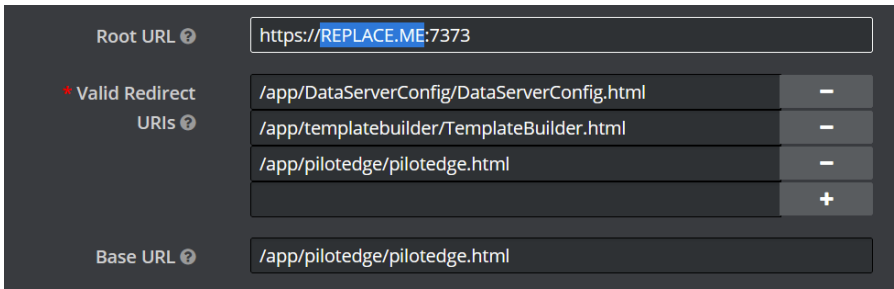 Root URL https://REPLACE.ME:7373
* Valid Redirect /app/DataServerConfig/DataServerConfig.html
URIs /app/templatebuilder/TemplateBuilder.html
/app/pilotedge/pilotedge.html
Base URL /app/pilotedge/pilotedge.html